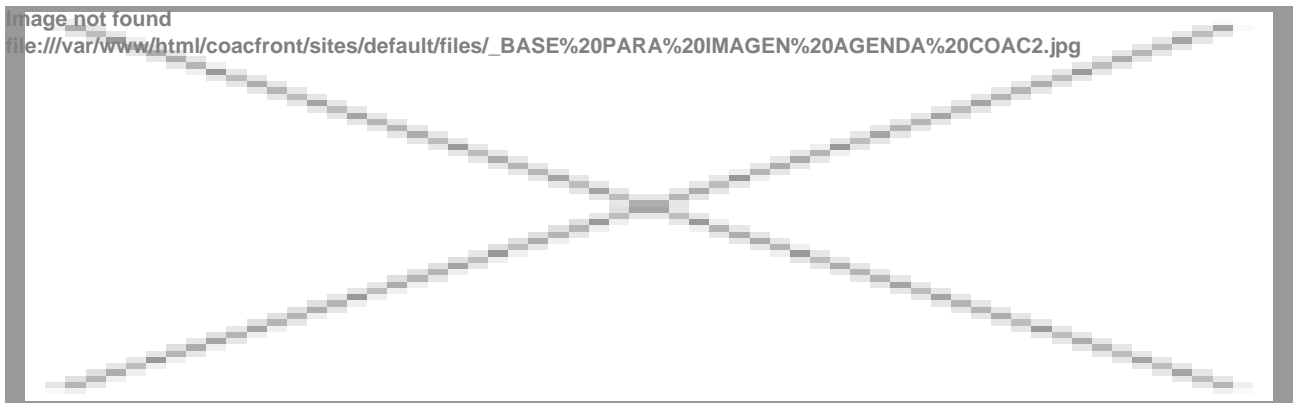 Image not found
file:///var/www/html/coacfront/sites/default/files/_BASE%20PARA%20IMAGEN%20AGENDA%20COAC2.jpg